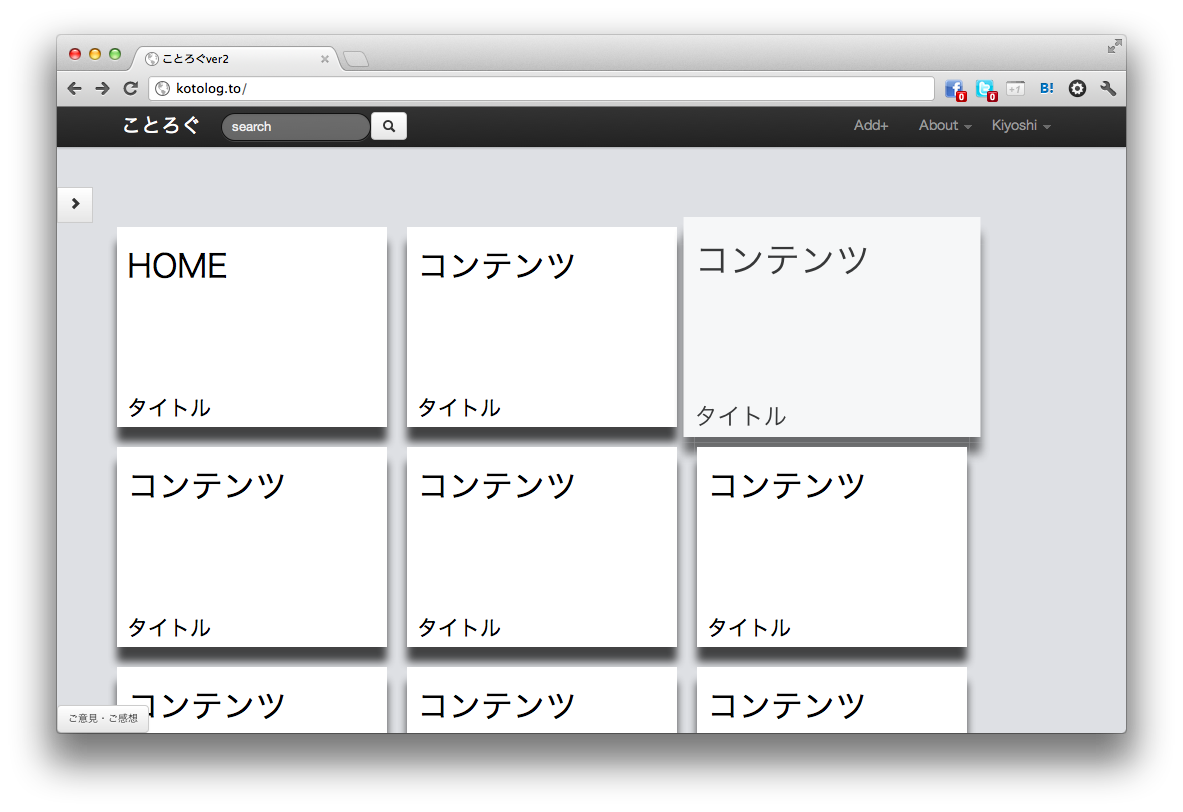 ことろぐver2
kotolog.to/
0 0 +1 B!
ことろぐ search Add+ About Kiyoshi
HOME コンテンツ コンテンツ
タイトル タイトル タイトル
コンテンツ コンテンツ コンテンツ
タイトル タイトル タイトル
コンテンツ コンテンツ コンテンツ
ご意見・ご感想